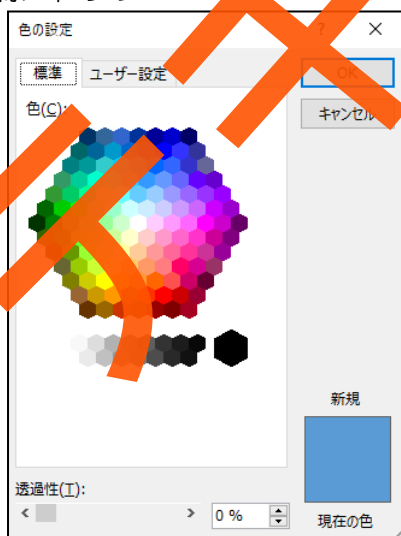 色の設定
? ×
標準 ユーザー設定
OK
色(C):
キャンセル
新規
透過性(T):
< > 0 %
現在の色